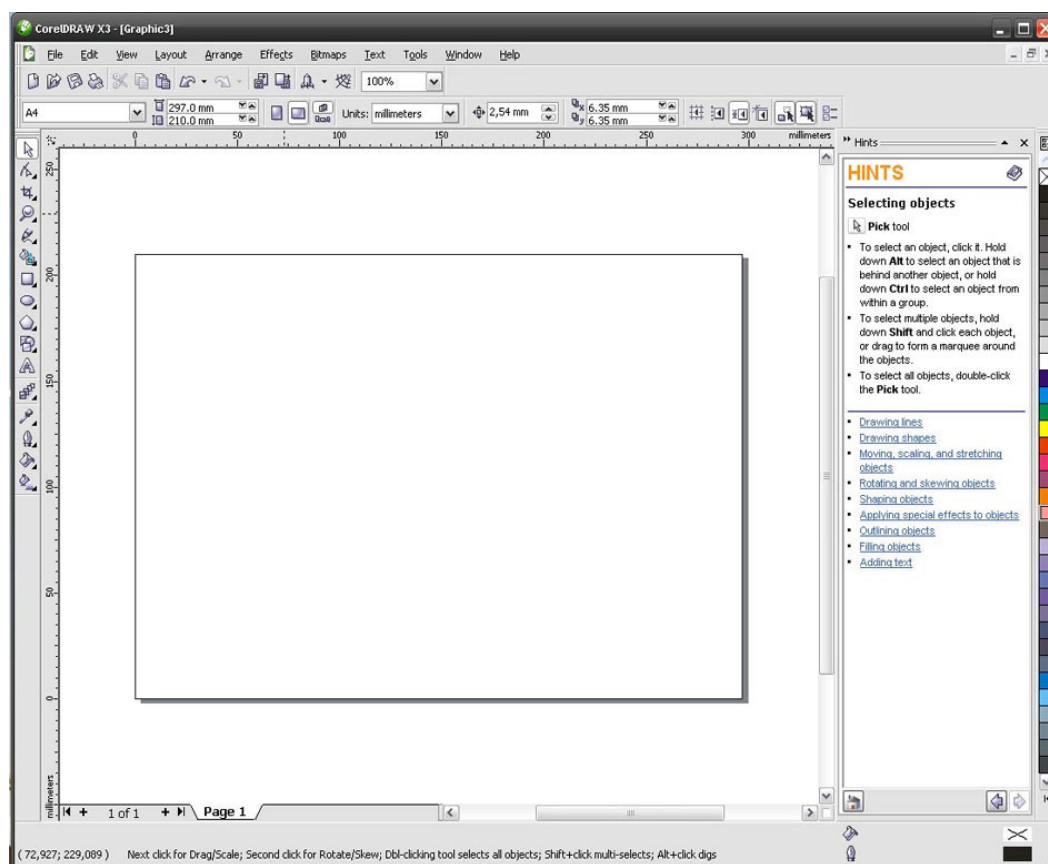 CorelDRAW X3 - [Graphic3]
File Edit View Layout Arrange Effects Bitmaps Text Tools Window Help
100%
A4 297.0 mm 210.0 mm Units: millimeters 2,54 mm x 6.35 mm y 6.35 mm
0 50 100 150 200 250 300 millimeters
250
200
150
100
50
0
millimeters
Hints
HINTS
Selecting objects
Pick tool
To select an object, click it. Hold
down Alt to select an object that is
behind another object, or hold
down Ctrl to select an object from
within a group.
To select multiple objects, hold
down Shift and click each object,
or drag to form a marquee around
the objects.
To select all objects, double-click
the Pick tool.
Drawing lines
Drawing shapes
Moving, scaling, and stretching
objects
Rotating and skewing objects
Shaping objects
Applying special effects to objects
Outlining objects
Filling objects
Adding text
1 of 1 Page 1
( 72,927; 229,089 ) Next click for Drag/Scale; Second click for Rotate/Skew; Dbl-clicking tool selects all objects; Shift+click multi-selects; Alt+click digs